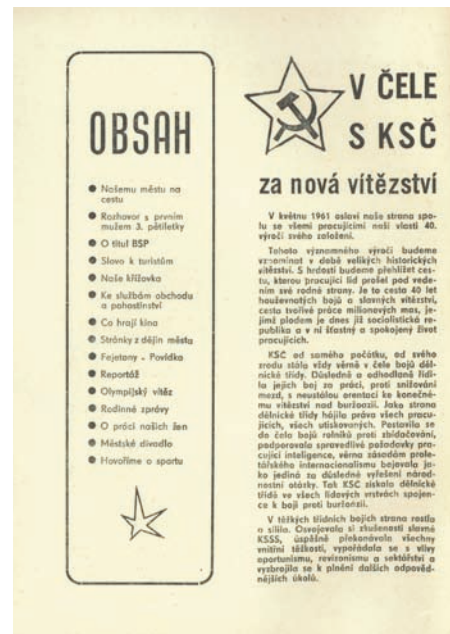 OBSAH
● Našemu městu na
cestu
● Rozhovor s prvním
mužem 3. pětiletky
● O titul BSP
● Slovo k turistům
● Naše křížovka
● Ke službám obchodu
a pohostinství
● Co hrají kina
● Stránky z dějin města
● Fejetony - Povídka
● Reportáž
● Olympijský vítěz
● Rodinné zprávy
● O práci našich žen
● Městské divadlo
● Hovoříme o sportu
V ČELE
S KSČ
za nová vítězství
V květnu 1961 oslaví naše strana spo-
lu se všemi pracujícími naší vlasti 40.
výročí svého založení.
Tohoto významného výročí budeme
vzpomínat v době velikých historických
vítězství. S hrdostí budeme přehlížet ces-
tu, kterou pracující lid prošel pod vede-
ním své rodné strany. Je to cesta 40 let
houževnatých bojů a slavných vítězství,
cesta tvořivé práce milionových mas, je-
jímž plodem je dnes již socialistická re-
publika a v ní šťastný a spokojený život
pracujících.
KSČ od samého počátku, od svého
zrodu stála vždy věrně v čele bojů děl-
nické třídy. Důsledně a odhodlaně řídi-
la jejich boj za práci, proti snižování
mezd, s neustálou orientací ke konečné-
mu vítězství nad buržoazií. Jako strana
dělnické třídy hájila práva všech pracu-
jících, všech utiskovaných. Postavila se
do čela bojů rolníků proti zbídačování,
podporovala spravedlivé požadavky pra-
cující inteligence, věrna zásadám prole-
tářského internacionalismu bojovala ja-
ko jediná za důsledné vyřešení národ-
nostní otázky. Tak KSČ získala dělnické
třídě ve všech lidových vrstvách spojen-
ce k boji proti buržoazii.
V těžkých třídních bojích strana rostla
a sílila. Osvojovala si zkušenosti slavné
KSSS, úspěšně překonávala všechny
vnitřní těžkosti, vypořádala se s vlivy
oportunismu, revizonismu a sektářství a
vyzbrojila se k plnění dalších odpověd-
nějších úkolů.